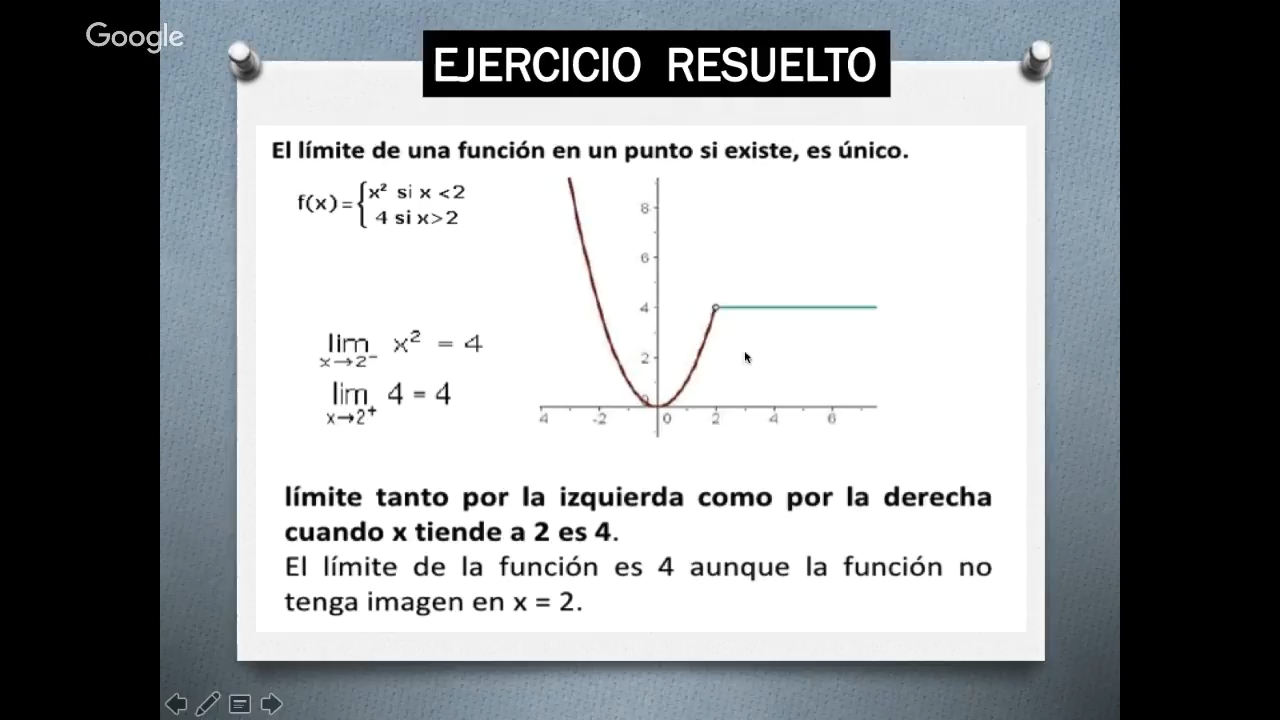 Google
EJERCICIO RESUELTO
El límite de una función en un punto si existe, es único.
f(x)={x² si x <2
4 si x>2
8
6
4
2
0
4 -2 0 2 4 6
lim x² = 4
x→2⁻
lim 4 = 4
x→2⁺
límite tanto por la izquierda como por la derecha
cuando x tiende a 2 es 4.
El límite de la función es 4 aunque la función no
tenga imagen en x = 2.